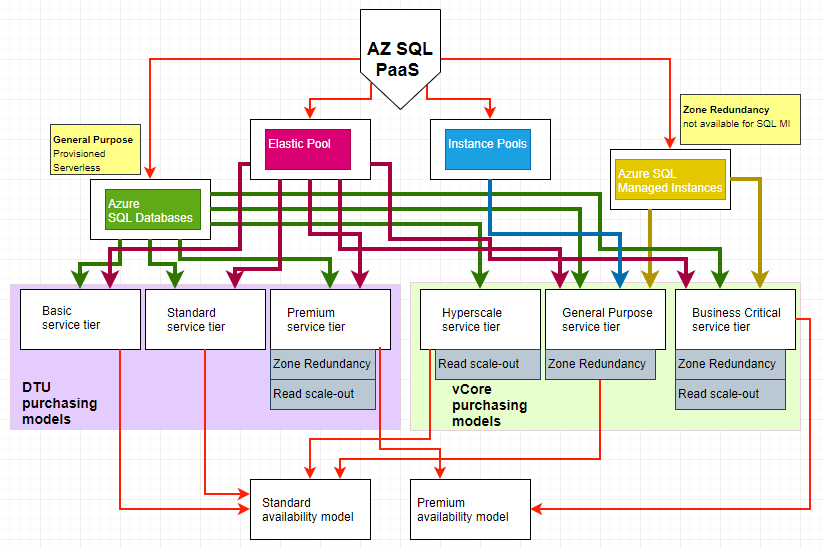 AZ SQL
PaaS
General Purpose
Provisioned
Serverless
Elastic Pool
Instance Pools
Zone Redundancy
not available for SQL MI
Azure
SQL Databases
Azure SQL
Managed Instances
Basic
service tier
Standard
service tier
Premium
service tier
Zone Redundancy
Read scale-out
DTU
purchasing
models
Hyperscale
service tier
Read scale-out
General Purpose
service tier
Zone Redundancy
Business Critical
service tier
Zone Redundancy
Read scale-out
vCore
purchasing
models
Standard
availability model
Premium
availability model